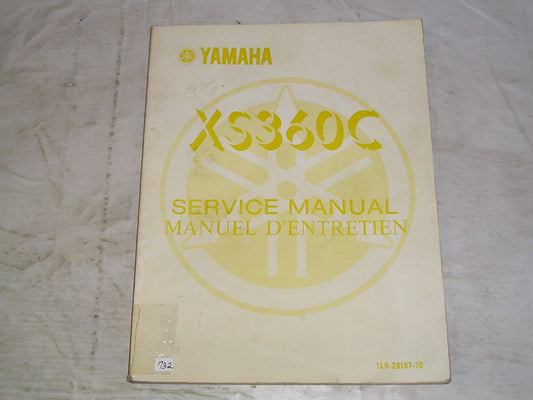 YAMAHA
XS360C
SERVICE MANUAL
MANUEL D'ENTRETIEN
732
1L9-28197-70